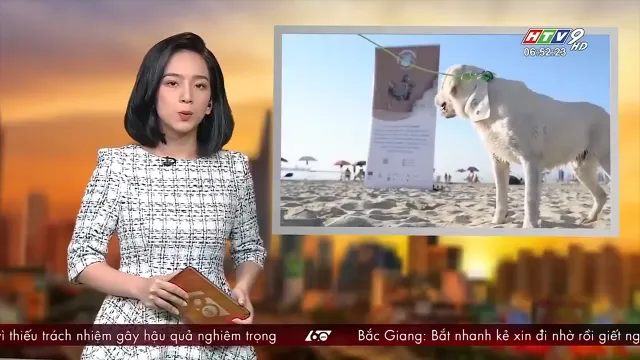 HTV9 HD
06:52:23
ì thiếu trách nhiệm gây hậu quả nghiêm trọng
60
Bắc Giang: Bắt nhanh kẻ xin đi nhờ rồi giết ng